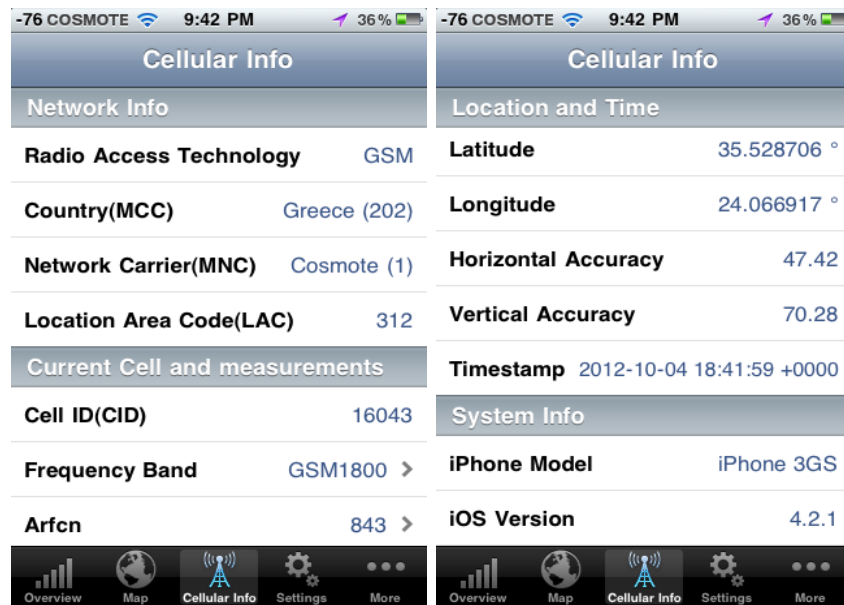 -76 COSMOTE 9:42 PM 36%
Cellular Info
Network Info
Radio Access Technology GSM
Country(MCC) Greece (202)
Network Carrier(MNC) Cosmote (1)
Location Area Code(LAC) 312
Current Cell and measurements
Cell ID(CID) 16043
Frequency Band GSM1800 >
Arfcn 843 >
Overview Map Cellular Info Settings More
-76 COSMOTE 9:42 PM 36%
Cellular Info
Location and Time
Latitude 35.528706 °
Longitude 24.066917 °
Horizontal Accuracy 47.42
Vertical Accuracy 70.28
Timestamp 2012-10-04 18:41:59 +0000
System Info
iPhone Model iPhone 3GS
iOS Version 4.2.1
Overview Map Cellular Info Settings More